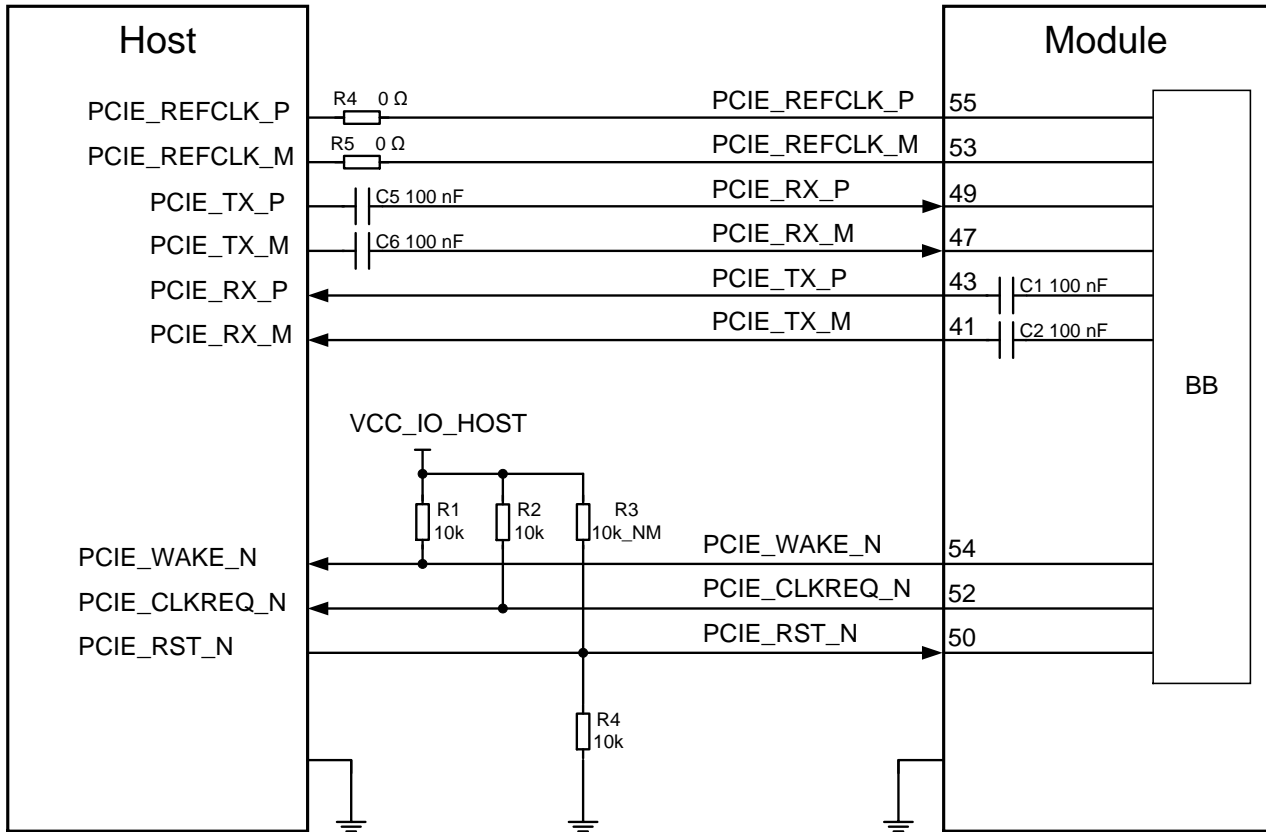 Host
Module
PCIE_REFCLK_P
R4 0 Ω
PCIE_REFCLK_P
55
PCIE_REFCLK_M
R5 0 Ω
PCIE_REFCLK_M
53
PCIE_TX_P
C5 100 nF
PCIE_RX_P
49
PCIE_TX_M
C6 100 nF
PCIE_RX_M
47
PCIE_RX_P
PCIE_TX_P
43
C1 100 nF
PCIE_RX_M
PCIE_TX_M
41
C2 100 nF
BB
VCC_IO_HOST
R1
10k
R2
10k
R3
10k_NM
PCIE_WAKE_N
PCIE_WAKE_N
54
PCIE_CLKREQ_N
PCIE_CLKREQ_N
52
PCIE_RST_N
PCIE_RST_N
50
R4
10k